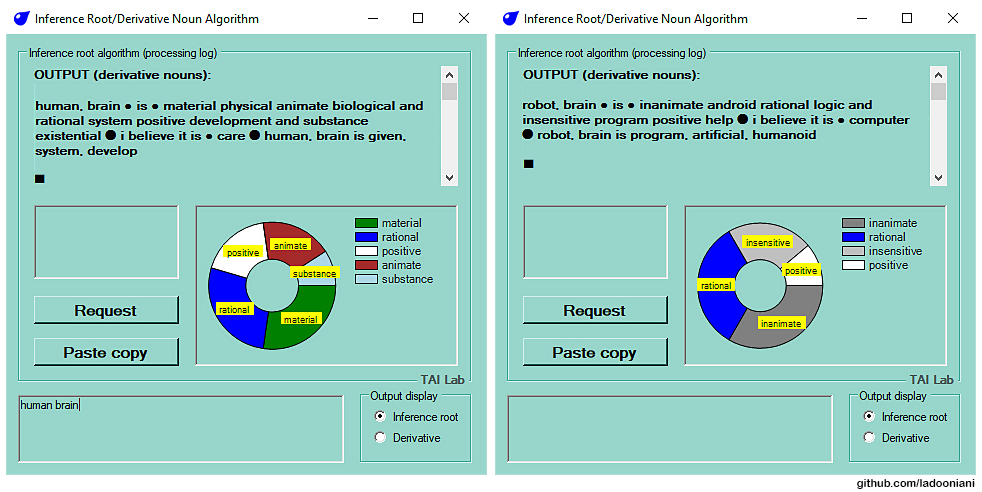 Inference Root/Derivative Noun Algorithm
Inference root algorithm (processing log)
OUTPUT (derivative nouns):
human, brain ● is ● material physical animate biological and
rational system positive development and substance
existential ● i believe it is ● care ● human, brain is given,
system, develop
■
material
rational
positive
animate
substance
animate
positive
substance
rational
material
Request
Paste copy
TAI Lab
human brain
Output display
Inference root
Derivative
Inference Root/Derivative Noun Algorithm
Inference root algorithm (processing log)
OUTPUT (derivative nouns):
robot, brain ● is ● inanimate android rational logic and
insensitive program positive help ● i believe it is ● computer
● robot, brain is program, artificial, humanoid
■
inanimate
rational
insensitive
positive
insensitive
positive
rational
inanimate
Request
Paste copy
TAI Lab
Output display
Inference root
Derivative
github.com/ladooniani